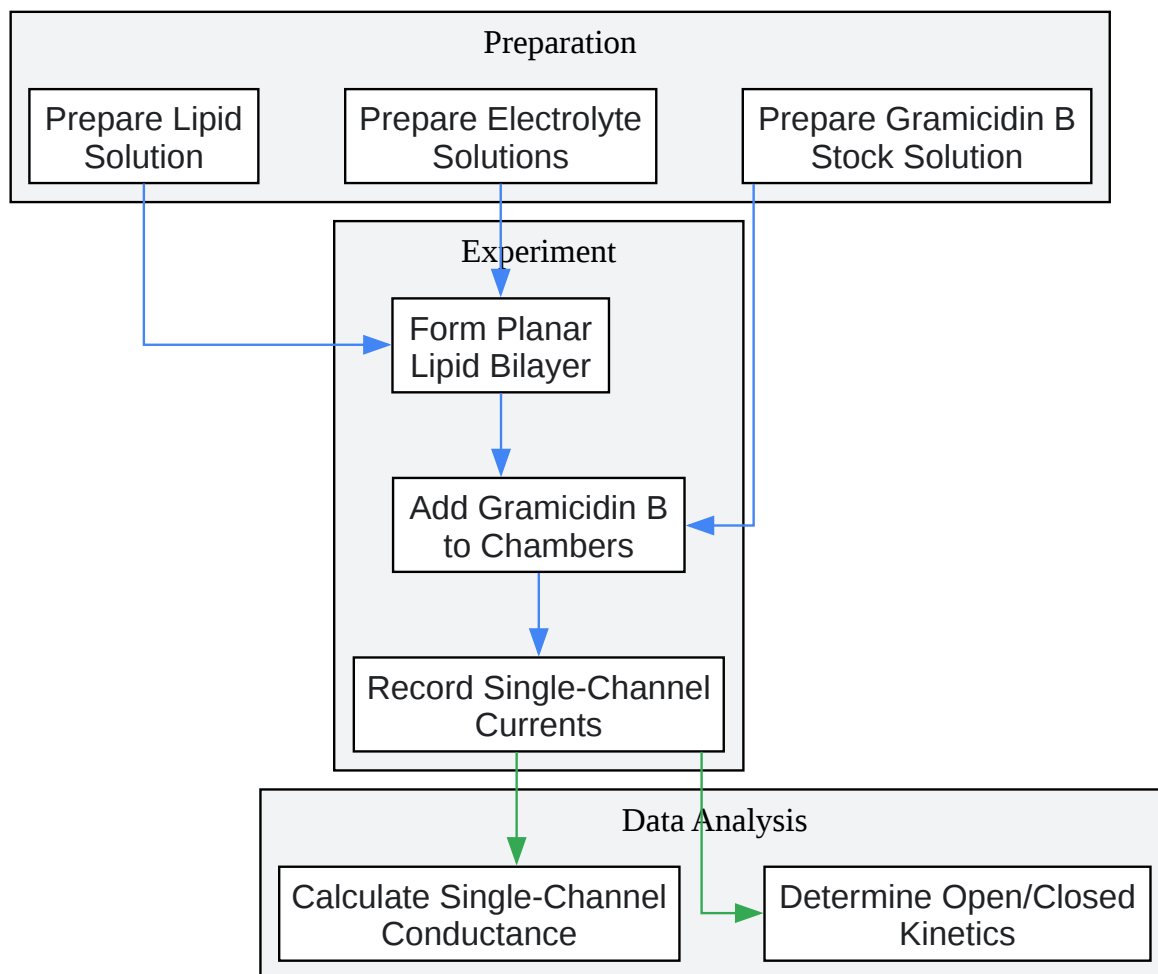 Preparation
Prepare Lipid
Solution
Prepare Electrolyte
Solutions
Prepare Gramicidin B
Stock Solution
Experiment
Form Planar
Lipid Bilayer
Add Gramicidin B
to Chambers
Record Single-Channel
Currents
Data Analysis
Calculate Single-Channel
Conductance
Determine Open/Closed
Kinetics